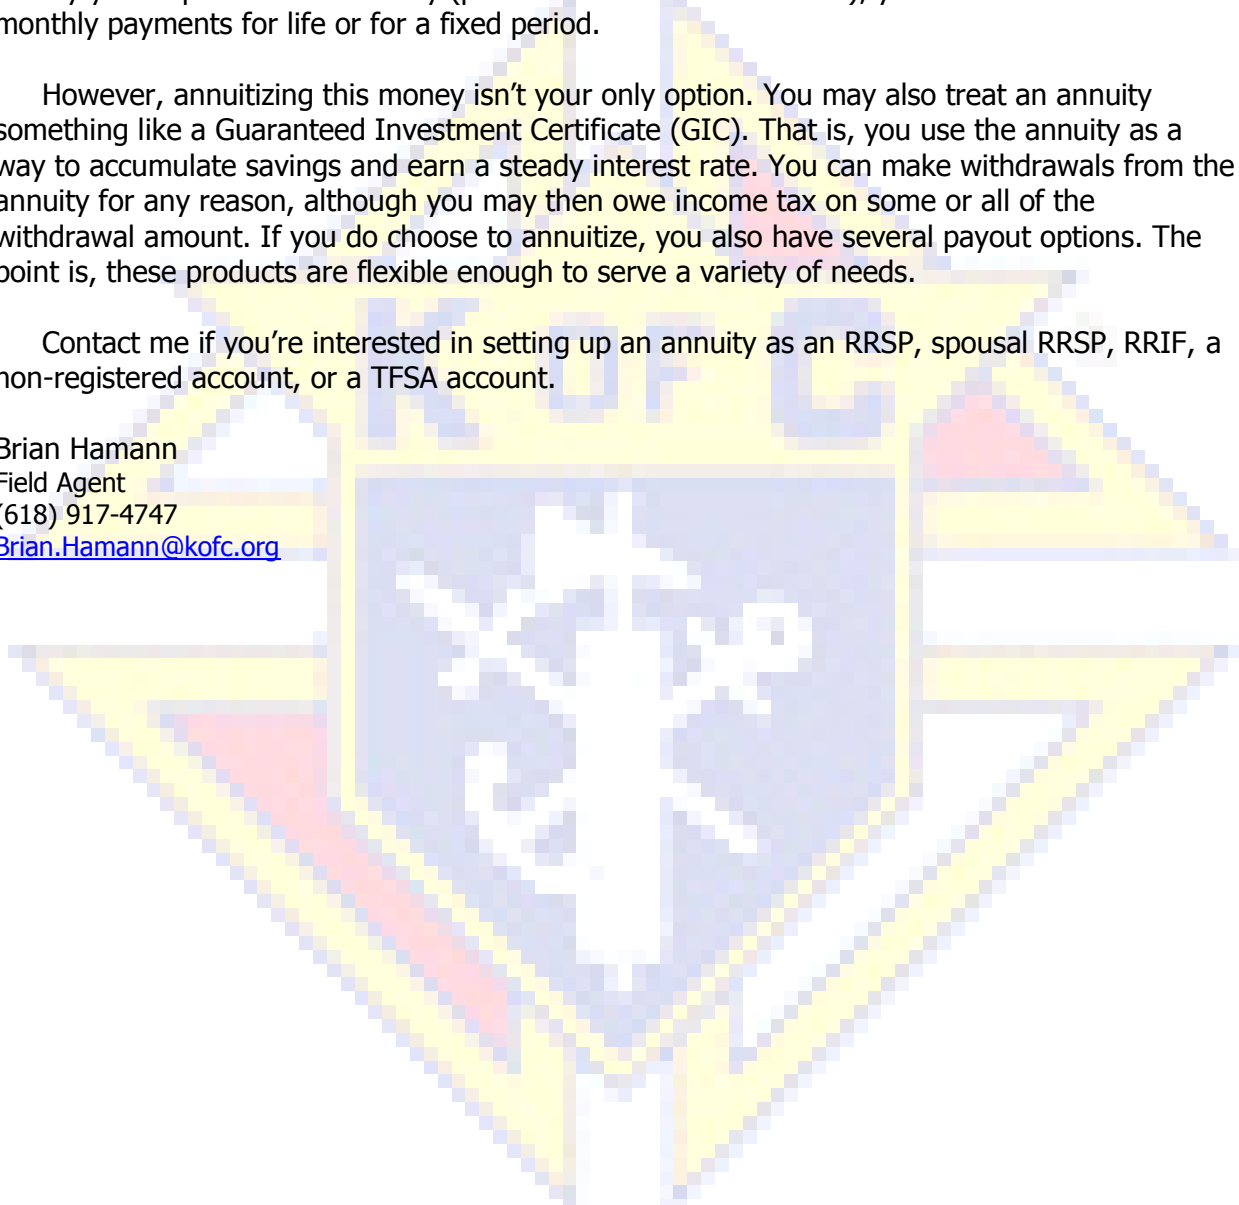 monthly payments for life or for a fixed period.
However, annuitizing this money isn’t your only option. You may also treat an annuity
something like a Guaranteed Investment Certificate (GIC). That is, you use the annuity as a
way to accumulate savings and earn a steady interest rate. You can make withdrawals from the
annuity for any reason, although you may then owe income tax on some or all of the
withdrawal amount. If you do choose to annuitize, you also have several payout options. The
point is, these products are flexible enough to serve a variety of needs.
Contact me if you’re interested in setting up an annuity as an RRSP, spousal RRSP, RRIF, a
non-registered account, or a TFSA account.
K OF C
Brian Hamann
Field Agent
(618) 917-4747
Brian.Hamann@kofc.org